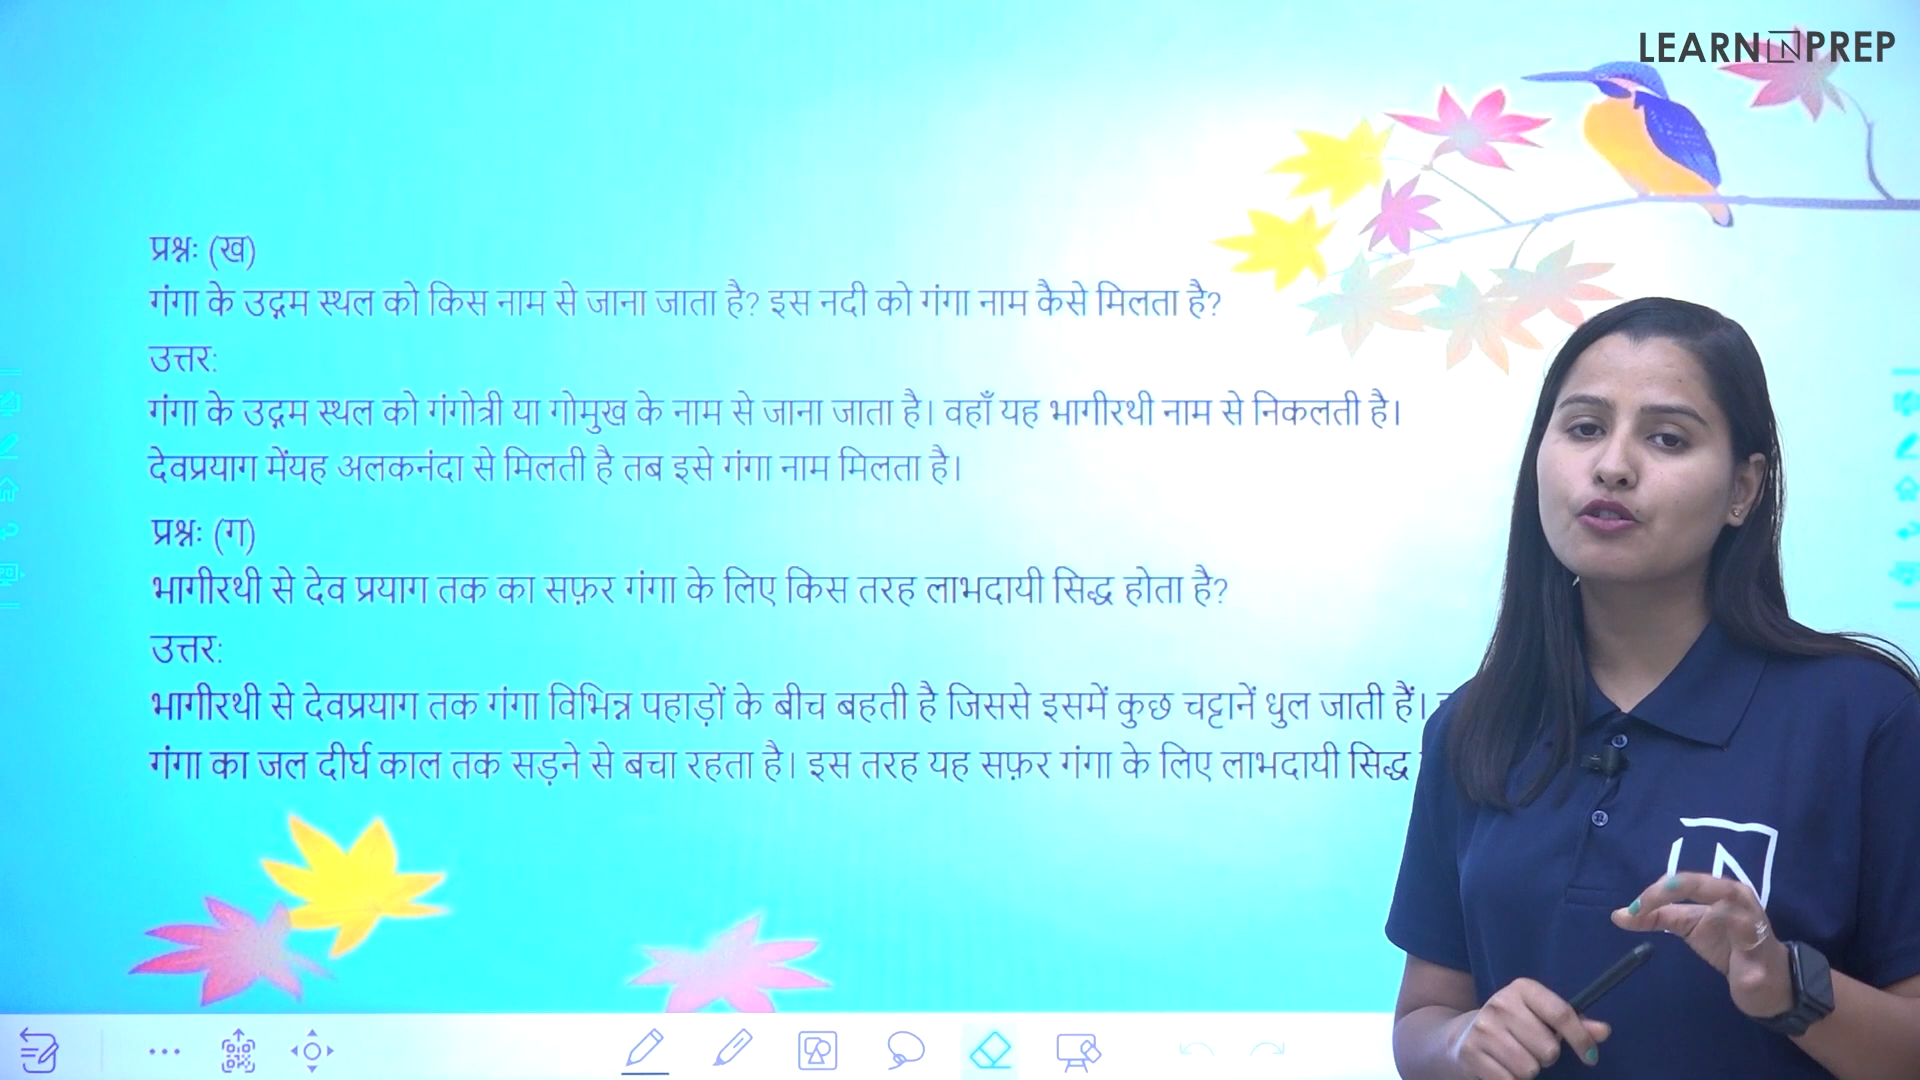 LEARN N PREP
प्रश्नः (ख)
गंगा के उद्गम स्थल को किस नाम से जाना जाता है? इस नदी को गंगा नाम कैसे मिलता है?
उत्तर:
गंगा के उद्गम स्थल को गंगोत्री या गोमुख के नाम से जाना जाता है। वहाँ यह भागीरथी नाम से निकलती है।
देवप्रयाग मेंयह अलकनंदा से मिलती है तब इसे गंगा नाम मिलता है।
प्रश्नः (ग)
भागीरथी से देव प्रयाग तक का सफ़र गंगा के लिए किस तरह लाभदायी सिद्ध होता है?
उत्तर:
भागीरथी से देवप्रयाग तक गंगा विभिन्न पहाड़ों के बीच बहती है जिससे इसमें कुछ चट्टानें धुल जाती हैं।
गंगा का जल दीर्घ काल तक सड़ने से बचा रहता है। इस तरह यह सफ़र गंगा के लिए लाभदायी सिद्ध
LN